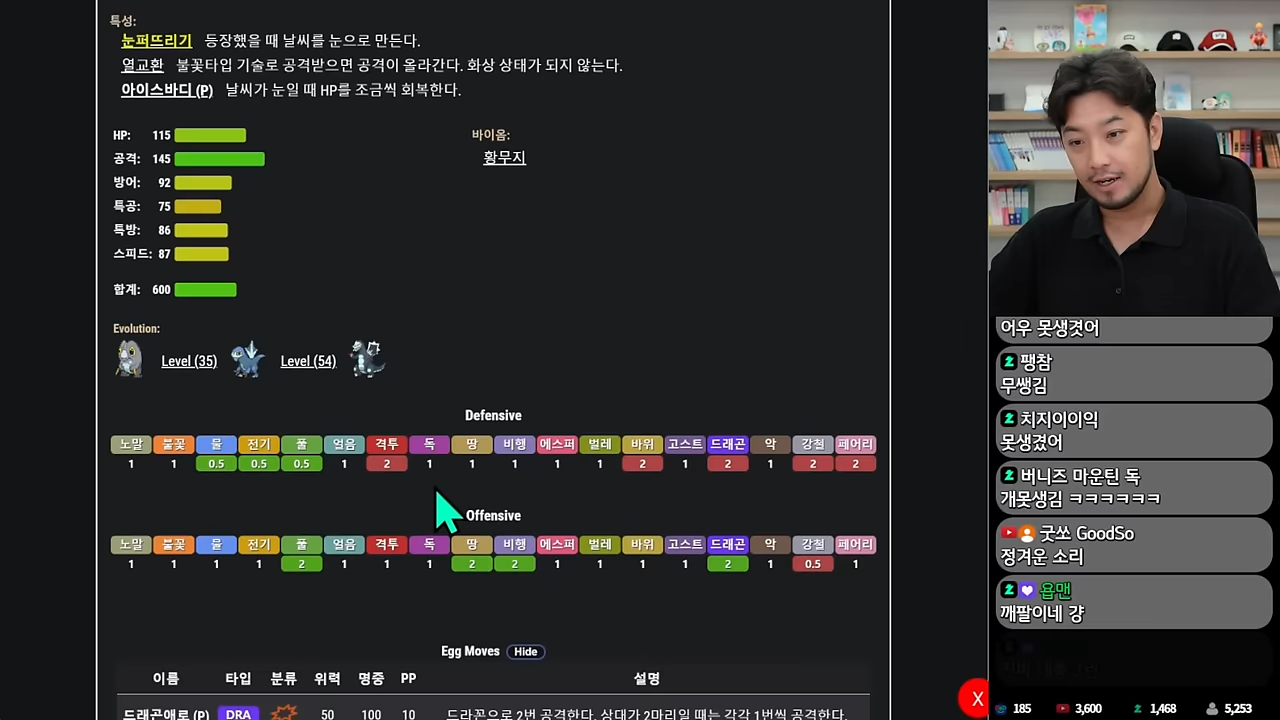 특성:
눈퍼뜨리기 등장했을 때 날씨를 눈으로 만든다.
열교환 불꽃타입 기술로 공격받으면 공격이 올라간다. 화상 상태가 되지 않는다.
아이스바디 (P) 날씨가 눈일 때 HP를 조금씩 회복한다.
HP: 115
공격: 145
방어: 92
특공: 75
특방: 86
스피드: 87
합계: 600
바이옴:
황무지
Evolution:
Level (35) Level (54)
Defensive
노말 불꽃 물 전기 풀 얼음 격투 독 땅 비행 에스퍼 벌레 바위 고스트 드래곤 악 강철 페어리
1 1 0.5 0.5 0.5 1 2 1 1 1 1 1 2 1 2 1 2 2
Offensive
노말 불꽃 물 전기 풀 얼음 격투 독 땅 비행 에스퍼 벌레 바위 고스트 드래곤 악 강철 페어리
1 1 1 1 2 1 1 1 2 2 1 1 1 1 2 1 0.5 1
Egg Moves Hide
이름 타입 분류 위력 명중 PP 설명
드래곤애로 (P) DRA 50 100 10 드라꼰으로 2번 공격한다. 상대가 2마리일 때는 각각 1번씩 공격한다.
어우 못생겻어
팽참
무쌩김
치지이이익
못생겼어
버니즈 마운틴 독
개못생김 ㅋㅋㅋㅋㅋㅋ
굿쏘 GoodSo
정겨운 소리
욥맨
깨팔이네 걍
X
185 3,600 1,468 5,253